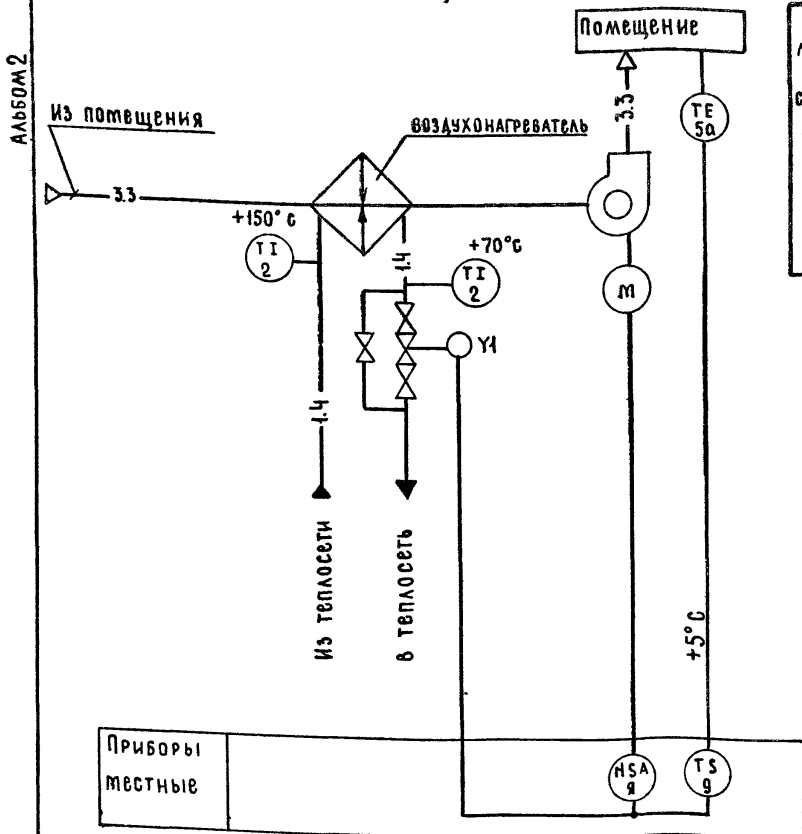 АЛЬБОМ 2
Помещение
Из помещения
ВОЗДУХОНАГРЕВАТЕЛЬ
3.3
3.3
TE
5а
+150°С
TI
2
1.4
+70°С
TI
2
М
Y1
1.4
Из теплосети
в теплосеть
+5°С
Приборы
местные
HSA
я
TS
9